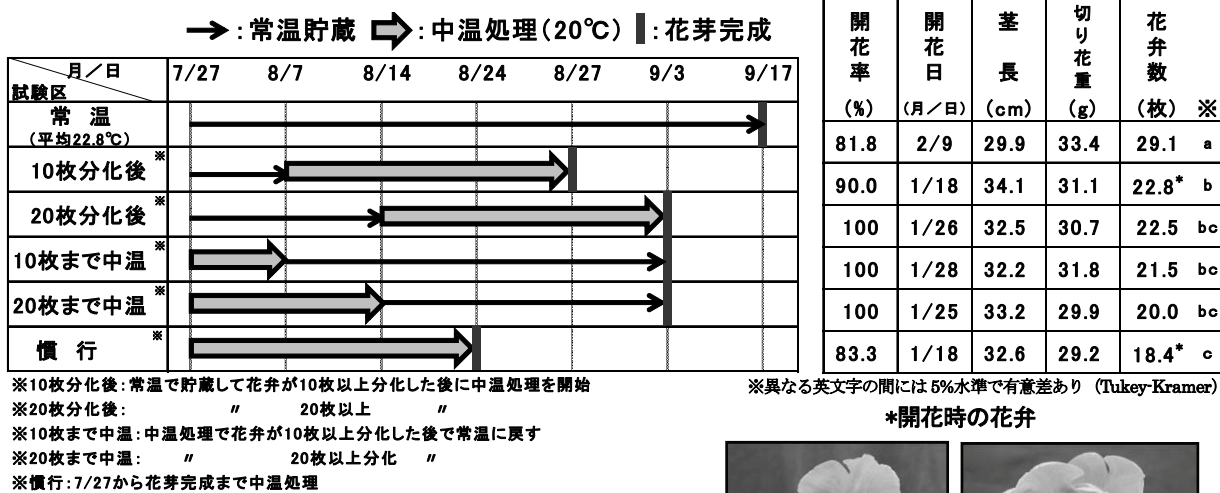 →:常温貯蔵 ⇨:中温処理(20℃) ▮:花芽完成
月/日 7/27 8/7 8/14 8/24 8/27 9/3 9/17
試験区
常 温
(平均22.8℃)
10枚分化後※
20枚分化後※
10枚まで中温※
20枚まで中温※
慣 行※
※10枚分化後:常温で貯蔵して花弁が10枚以上分化した後に中温処理を開始
※20枚分化後: 〃 20枚以上 〃
※10枚まで中温:中温処理で花弁が10枚以上分化した後で常温に戻す
※20枚まで中温: 〃 20枚以上分化 〃
※慣行:7/27から花芽完成まで中温処理
開花率 開花日 茎長 切り花重 花弁数
(%) (月/日) (cm) (g) (枚) ※
81.8 2/9 29.9 33.4 29.1 a
90.0 1/18 34.1 31.1 22.8* b
100 1/26 32.5 30.7 22.5 bc
100 1/28 32.2 31.8 21.5 bc
100 1/25 33.2 29.9 20.0 bc
83.3 1/18 32.6 29.2 18.4* c
※異なる英文字の間には5%水準で有意差あり (Tukey-Kramer)
*開花時の花弁